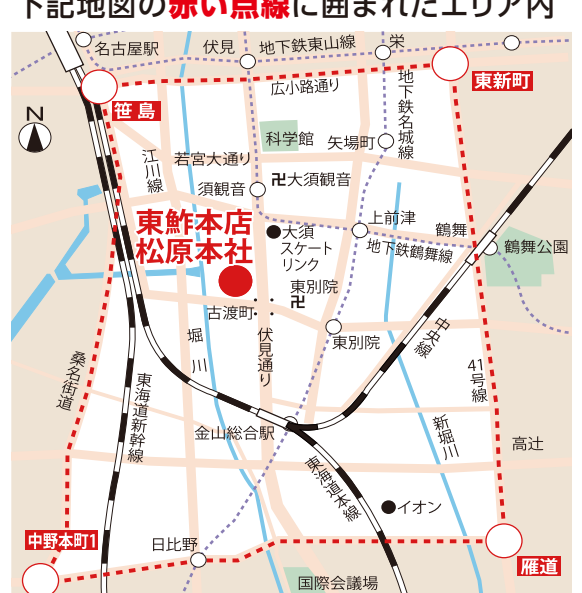 下記地図の赤い点線に囲まれたエリア内
名古屋駅
伏見
地下鉄東山線
栄
東新町
笹島
広小路通り
地下鉄名城線
N
科学館
矢場町
江川線
若宮大通り
須観音
卍大須観音
東鮓本店
松原本社
大須
スケート
リンク
上前津
鶴舞
地下鉄鶴舞線
鶴舞公園
東別院
卍
古渡町
堀川
伏見通り
東別院
中央線
桑名街道
東海道新幹線
41号線
金山総合駅
新堀川
高辻
東海道本線
イオン
中野本町1
日比野
雁道
国際会議場